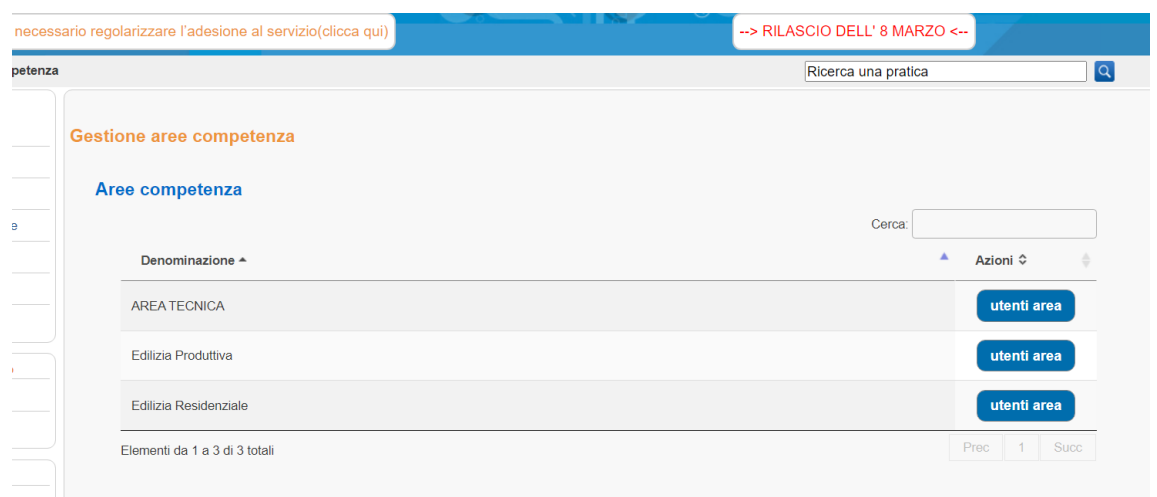 necessario regolarizzare l'adesione al servizio(clicca qui)
--> RILASCIO DELL' 8 MARZO <--
petenza
Ricerca una pratica
Gestione aree competenza
Aree competenza
e
Cerca:
Denominazione
Azioni
AREA TECNICA
utenti area
Edilizia Produttiva
utenti area
Edilizia Residenziale
utenti area
Elementi da 1 a 3 di 3 totali
Prec 1 Succ